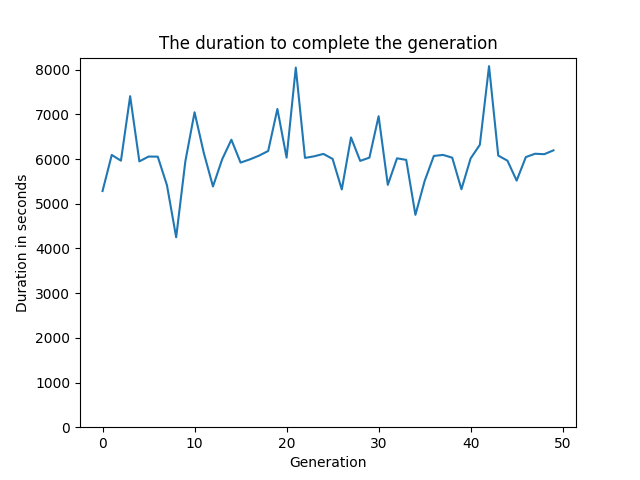 The duration to complete the generation
8000
7000
6000
5000
4000
3000
2000
1000
0
Duration in seconds
0 10 20 30 40 50
Generation